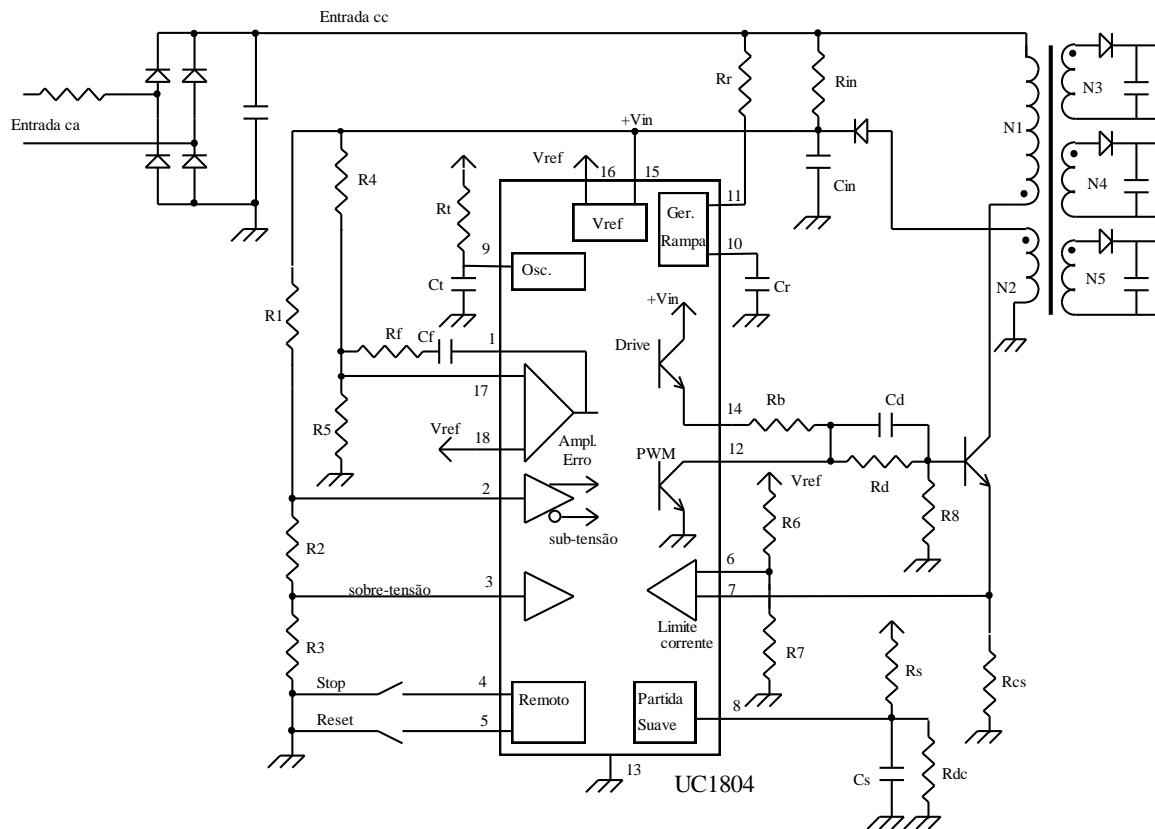 Entrada cc
Entrada ca
Rr
Rin
N1
N3
N4
N5
N2
+Vin
Cin
R4
Vref
16
15
Vref
Rt
9
Osc.
Ct
11
Ger.
Rampa
10
Cr
R1
Rf
Cf
1
17
R5
Vref
18
Ampl.
Erro
+Vin
Drive
14
Rb
Cd
12
PWM
Rd
Vref
R6
R8
2
sub-tensão
R2
3
sobre-tensão
6
7
Limite
corrente
R7
R3
Stop
4
Remoto
Reset
5
Partida
Suave
8
Rs
Rcs
Cs
Rdc
13
UC1804